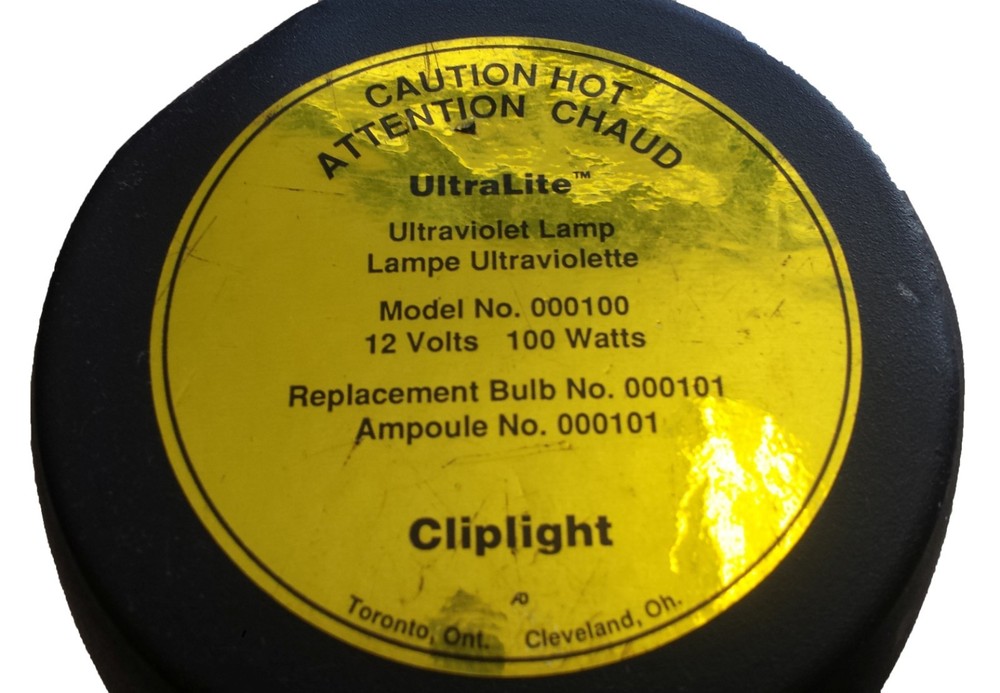 CAUTION HOT
ATTENTION CHAUD
UltraLite™
Ultraviolet Lamp
Lampe Ultraviolette
Model No. 000100
12 Volts 100 Watts
Replacement Bulb No. 000101
Ampoule No. 000101
Cliplight
Toronto, Ont. Cleveland, Oh.